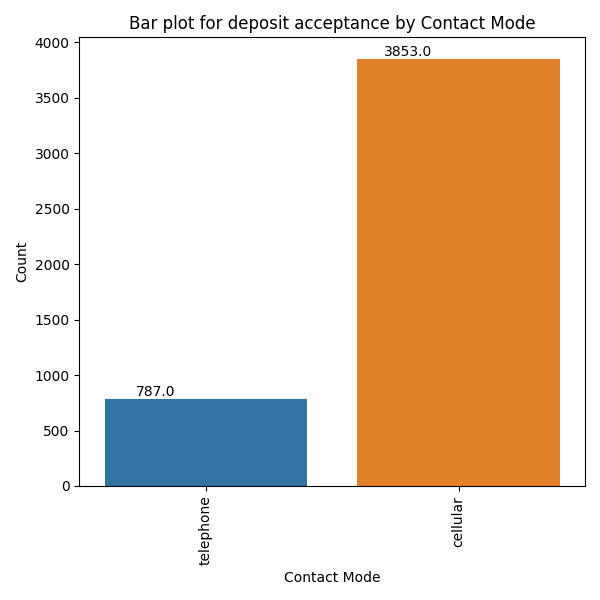 Bar plot for deposit acceptance by Contact Mode
4000
3500
3000
2500
2000
1500
1000
500
0
Count
787.0
3853.0
telephone
cellular
Contact Mode